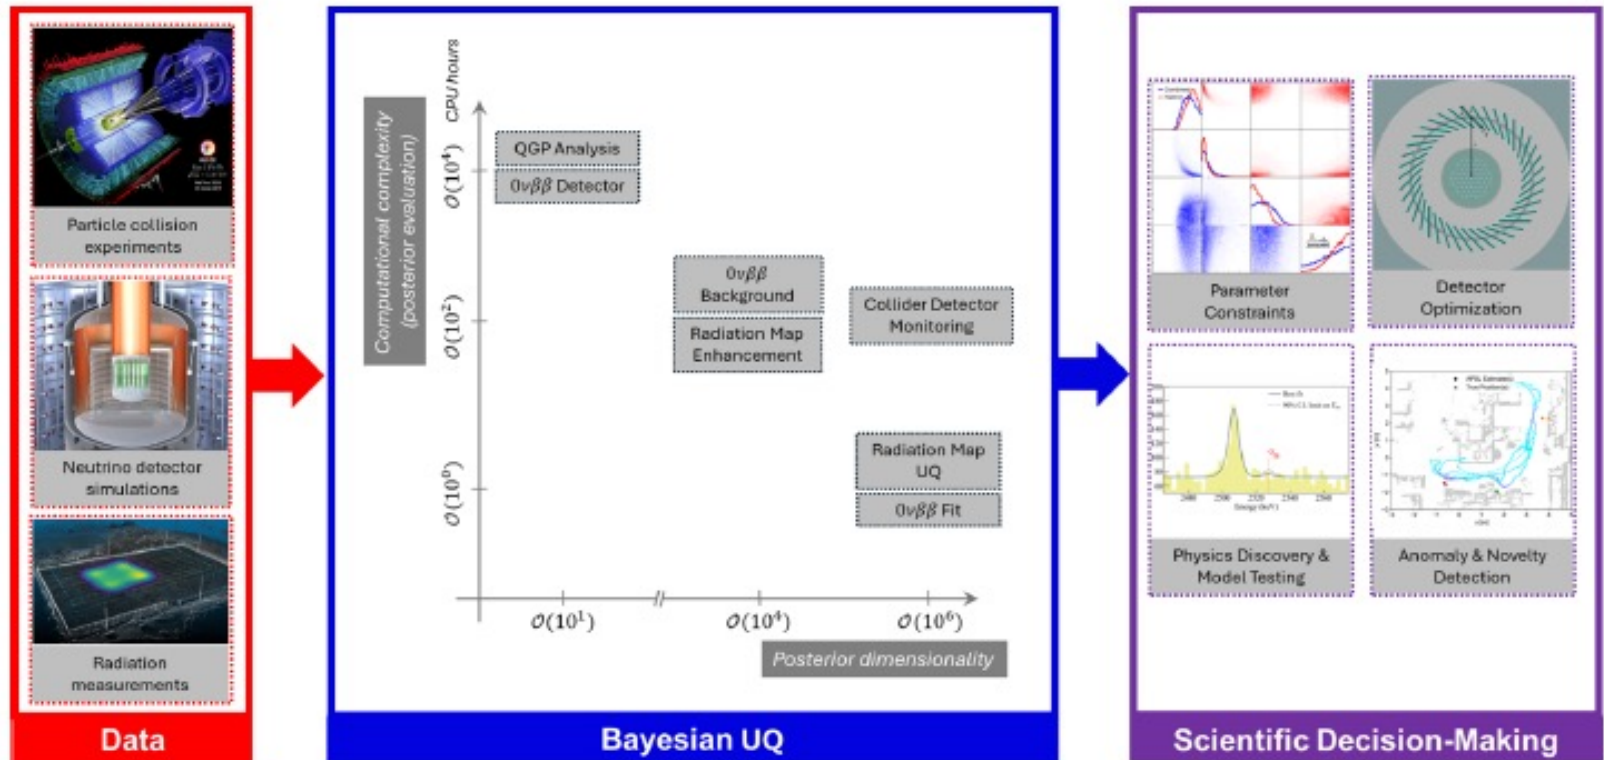 Particle collision
experiments
Neutrino detector
simulations
Radiation
measurements
Data
Computational complexity
(posterior evaluation)
CPU hours
𝒪(10⁴)
𝒪(10²)
𝒪(10⁰)
QGP Analysis
0νββ Detector
0νββ
Background
Radiation Map
Enhancement
Collider Detector
Monitoring
Radiation Map
UQ
0νββ Fit
𝒪(10¹)
//
𝒪(10⁴)
𝒪(10⁶)
Posterior dimensionality
Bayesian UQ
Parameter
Constraints
Detector
Optimization
Energy (keV)
Physics Discovery &
Model Testing
Anomaly & Novelty
Detection
Scientific Decision-Making